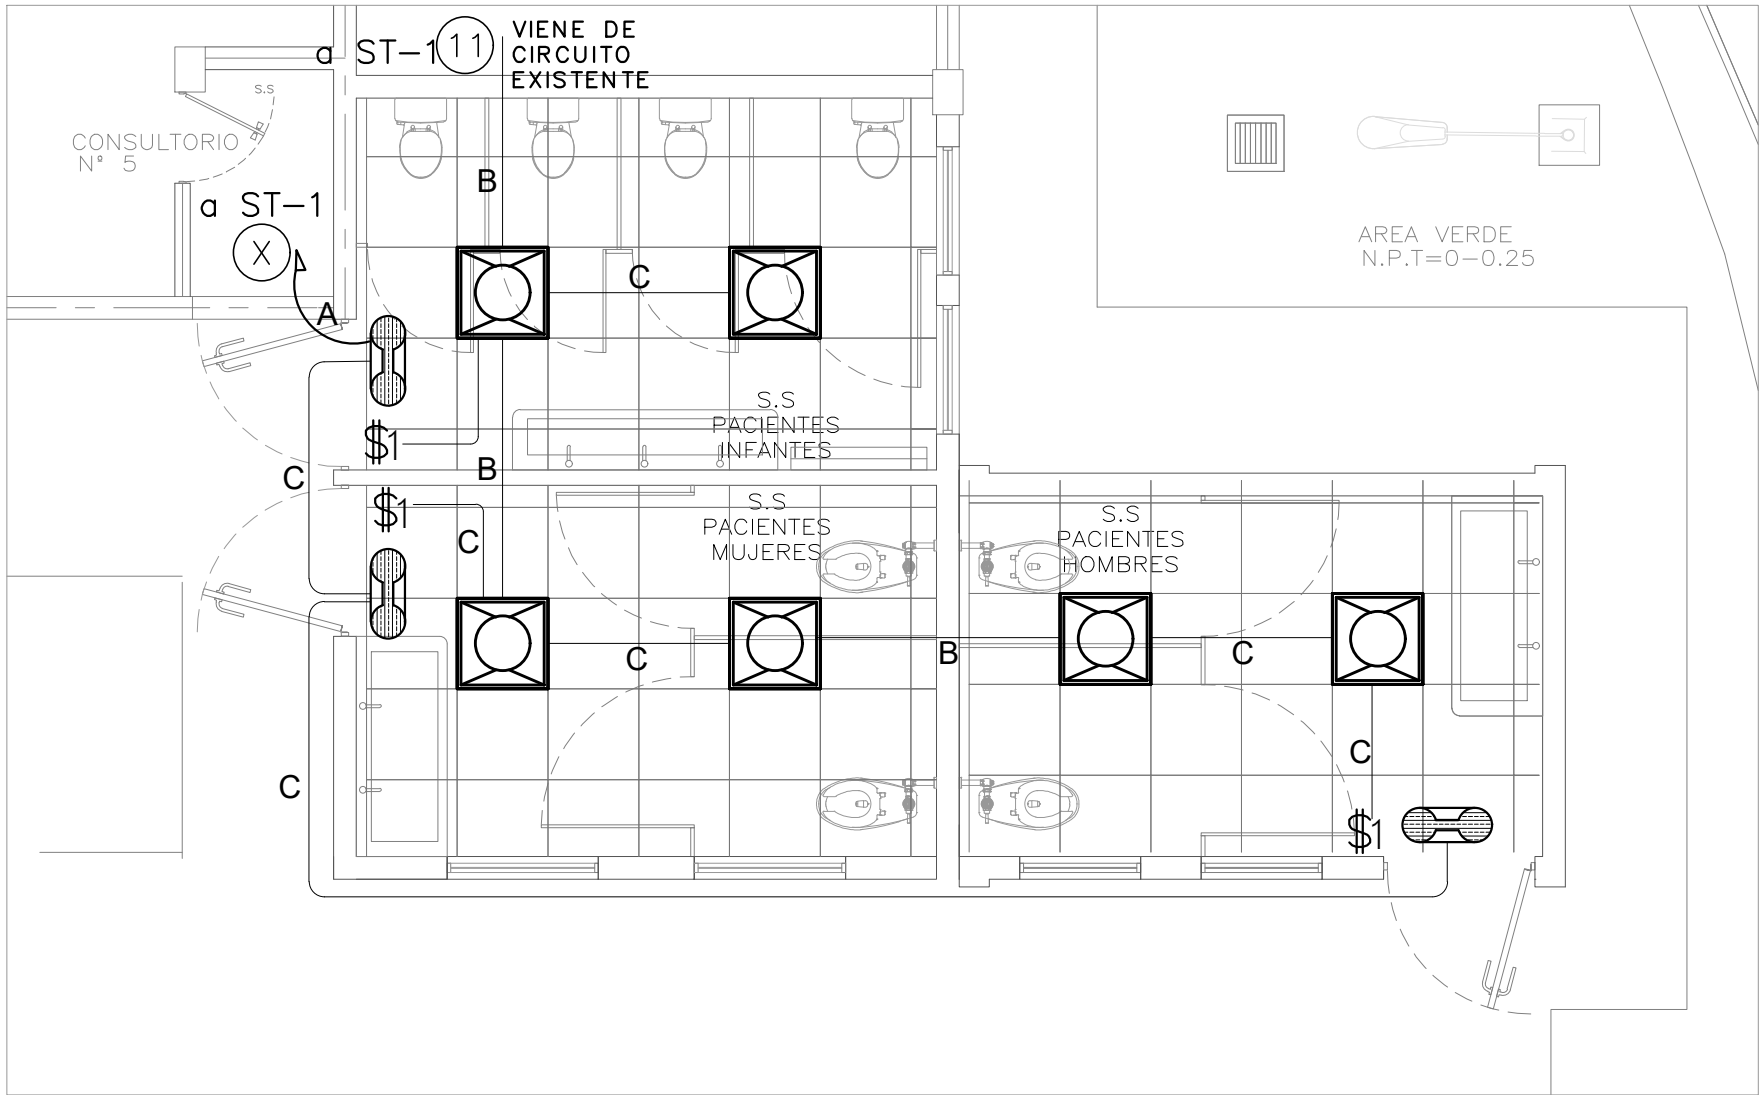 a ST-1 11
VIENE DE
CIRCUITO
EXISTENTE
s.s
CONSULTORIO
N° 5
a ST-1
X
A
B
C
AREA VERDE
N.P.T=0-0.25
S.S
PACIENTES
INFANTES
$1
B
C
$1
C
S.S
PACIENTES
MUJERES
S.S
PACIENTES
HOMBRES
C
B
C
C
C
$1